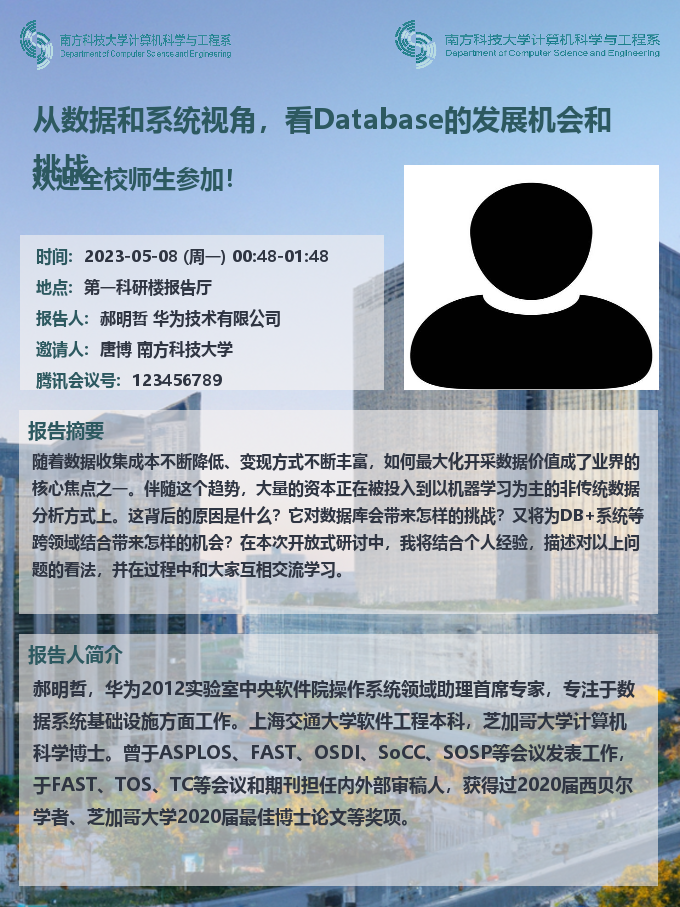 南方科技大学计算机科学与工程系
Department of Computer Science and Engineering
南方科技大学计算机科学与工程系
Department of Computer Science and Engineering
从数据和系统视角，看Database的发展机会和
挑战
欢迎全校师生参加！
时间：2023-05-08 (周一) 00:48-01:48
地点：第一科研楼报告厅
报告人：郝明哲 华为技术有限公司
邀请人：唐博 南方科技大学
腾讯会议号：123456789
报告摘要
随着数据收集成本不断降低、变现方式不断丰富，如何最大化开采数据价值成了业界的
核心焦点之一。伴随这个趋势，大量的资本正在被投入到以机器学习为主的非传统数据
分析方式上。这背后的原因是什么？它对数据库会带来怎样的挑战？又将为DB+系统等
跨领域结合带来怎样的机会？在本次开放式研讨中，我将结合个人经验，描述对以上问
题的看法，并在过程中和大家互相交流学习。
报告人简介
郝明哲，华为2012实验室中央软件院操作系统领域助理首席专家，专注于数
据系统基础设施方面工作。上海交通大学软件工程本科，芝加哥大学计算机
科学博士。曾于ASPLOS、FAST、OSDI、SoCC、SOSP等会议发表工作，
于FAST、TOS、TC等会议和期刊担任内外部审稿人，获得过2020届西贝尔
学者、芝加哥大学2020届最佳博士论文等奖项。